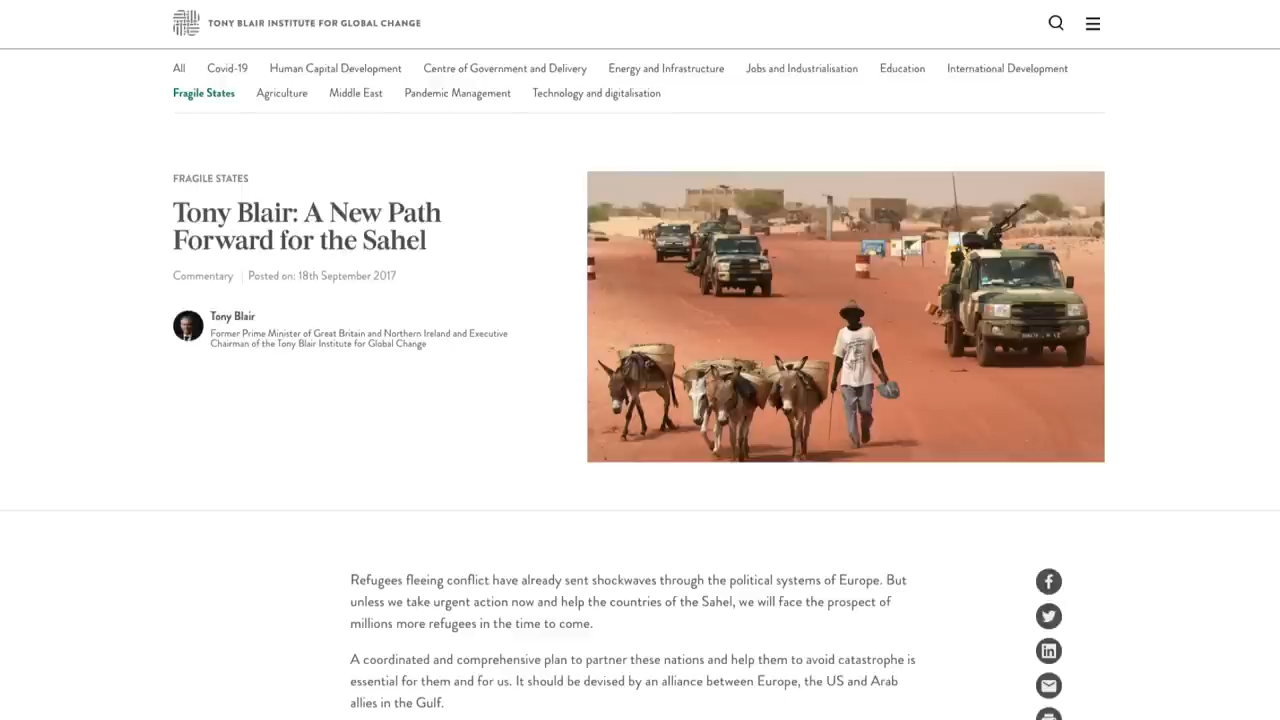 TONY BLAIR INSTITUTE FOR GLOBAL CHANGE
All Covid-19 Human Capital Development Centre of Government and Delivery Energy and Infrastructure Jobs and Industrialisation Education International Development
Fragile States Agriculture Middle East Pandemic Management Technology and digitalisation
FRAGILE STATES
Tony Blair: A New Path
Forward for the Sahel
Commentary Posted on: 18th September 2017
Tony Blair
Former Prime Minister of Great Britain and Northern Ireland and Executive
Chairman of the Tony Blair Institute for Global Change
Refugees fleeing conflict have already sent shockwaves through the political systems of Europe. But
unless we take urgent action now and help the countries of the Sahel, we will face the prospect of
millions more refugees in the time to come.
A coordinated and comprehensive plan to partner these nations and help them to avoid catastrophe is
essential for them and for us. It should be devised by an alliance between Europe, the US and Arab
allies in the Gulf.